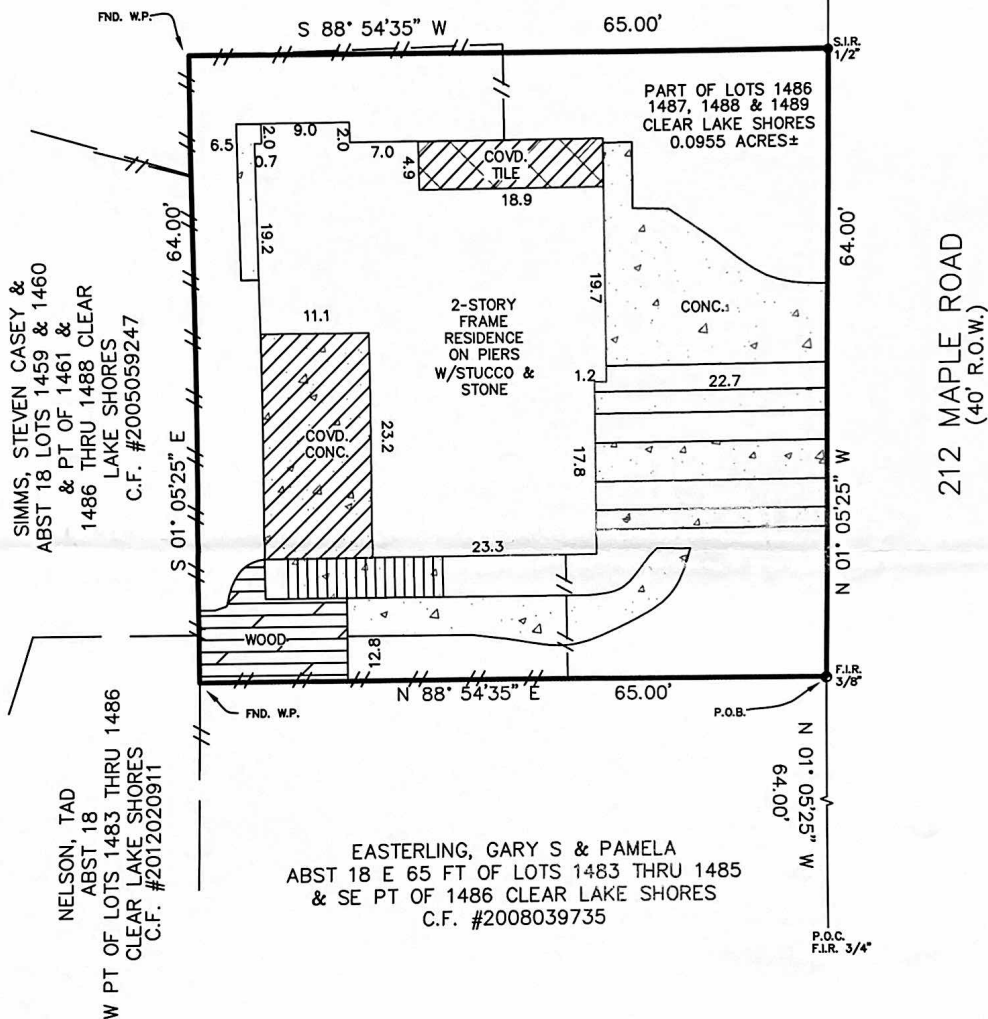 FND. W.P.
S 88° 54'35" W
65.00'
S.I.R.
1/2"
PART OF LOTS 1486
1487, 1488 & 1489
CLEAR LAKE SHORES
0.0955 ACRES±
6.5
2.0
9.0
2.0
0.7
7.0
4.9
COVD.
TILE
18.9
19.2
64.00'
64.00'
SIMMS, STEVEN CASEY &
ABST 18 LOTS 1459 & 1460
& PT OF 1461 &
1486 THRU 1488 CLEAR
LAKE SHORES
C.F. #2005059247
S 01° 05'25" E
11.1
2-STORY
FRAME
RESIDENCE
ON PIERS
W/STUCCO &
STONE
19.7
CONC.
1.2
22.7
COVD.
CONC.
23.2
17.8
23.3
N 01° 05'25" W
212 MAPLE ROAD
(40' R.O.W.)
WOOD
12.8
N 88° 54'35" E
65.00'
F.I.R.
3/8"
FND. W.P.
P.O.B.
N 01° 05'25" W
64.00'
NELSON, TAD
ABST 18
W PT OF LOTS 1483 THRU 1486
CLEAR LAKE SHORES
C.F. #2012020911
EASTERLING, GARY S & PAMELA
ABST 18 E 65 FT OF LOTS 1483 THRU 1485
& SE PT OF 1486 CLEAR LAKE SHORES
C.F. #2008039735
P.O.C.
F.I.R. 3/4"